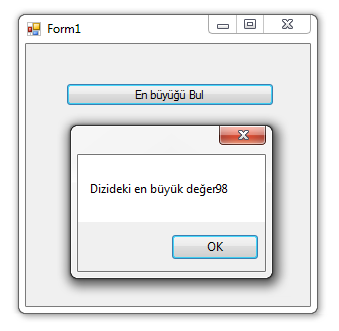 Form1
En büyüğü Bul
Dizideki en büyük değer98
OK